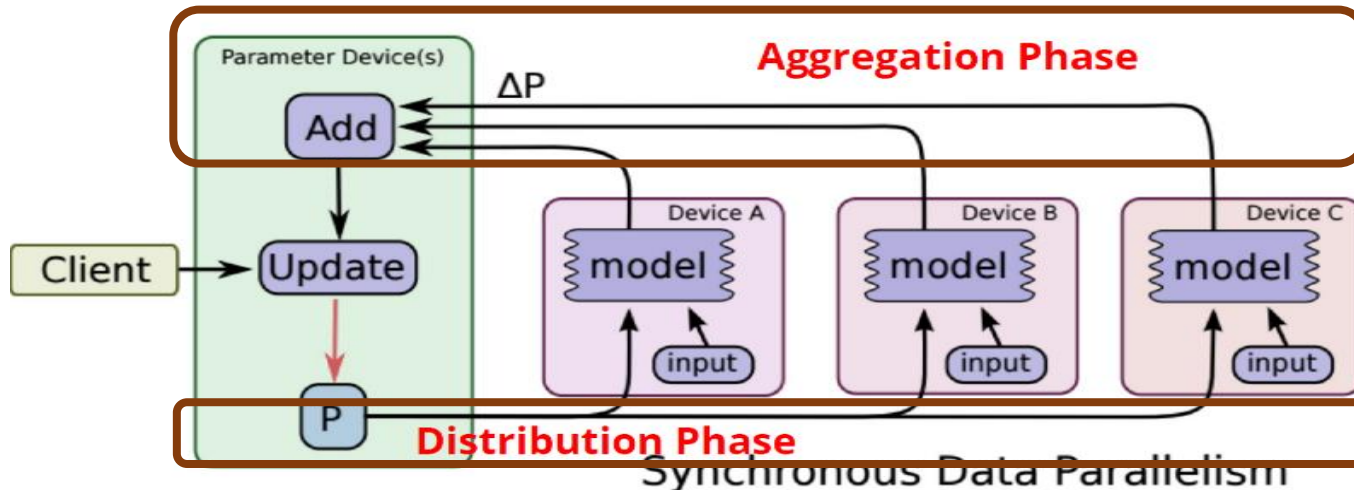 Parameter Device(s)
Aggregation Phase
ΔP
Add
Device A
Device B
Device C
Client
Update
model
model
model
input
input
input
P
Distribution Phase
Synchronous Data Parallelism